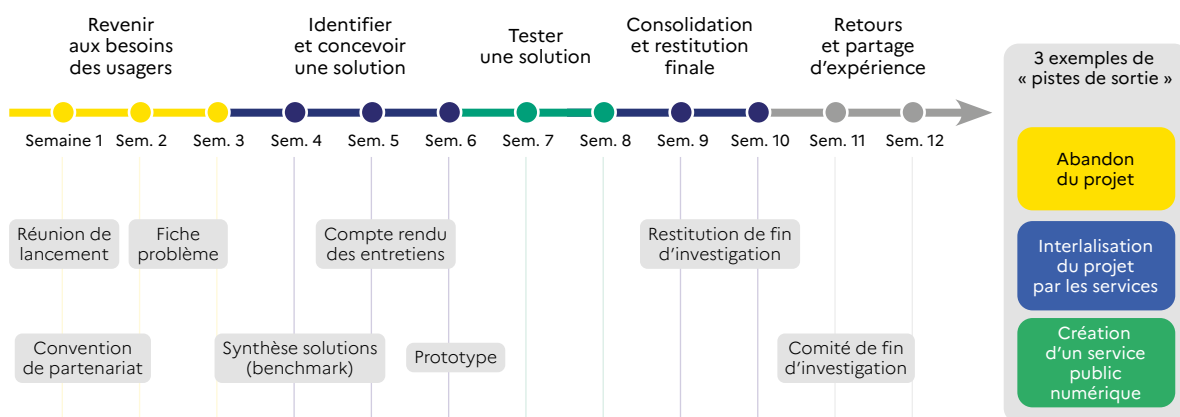 Revenir
aux besoins
des usagers
Identifier
et concevoir
une solution
Tester
une solution
Consolidation
et restitution
finale
Retours
et partage
d'expérience
Semaine 1
Sem. 2
Sem. 3
Sem. 4
Sem. 5
Sem. 6
Sem. 7
Sem. 8
Sem. 9
Sem. 10
Sem. 11
Sem. 12
Réunion de
lancement
Fiche
problème
Compte rendu
des entretiens
Restitution de fin
d'investigation
Convention
de partenariat
Synthèse solutions
(benchmark)
Prototype
Comité de fin
d'investigation
3 exemples de
« pistes de sortie »
Abandon
du projet
Interlalisation
du projet
par les services
Création
d'un service
public
numérique